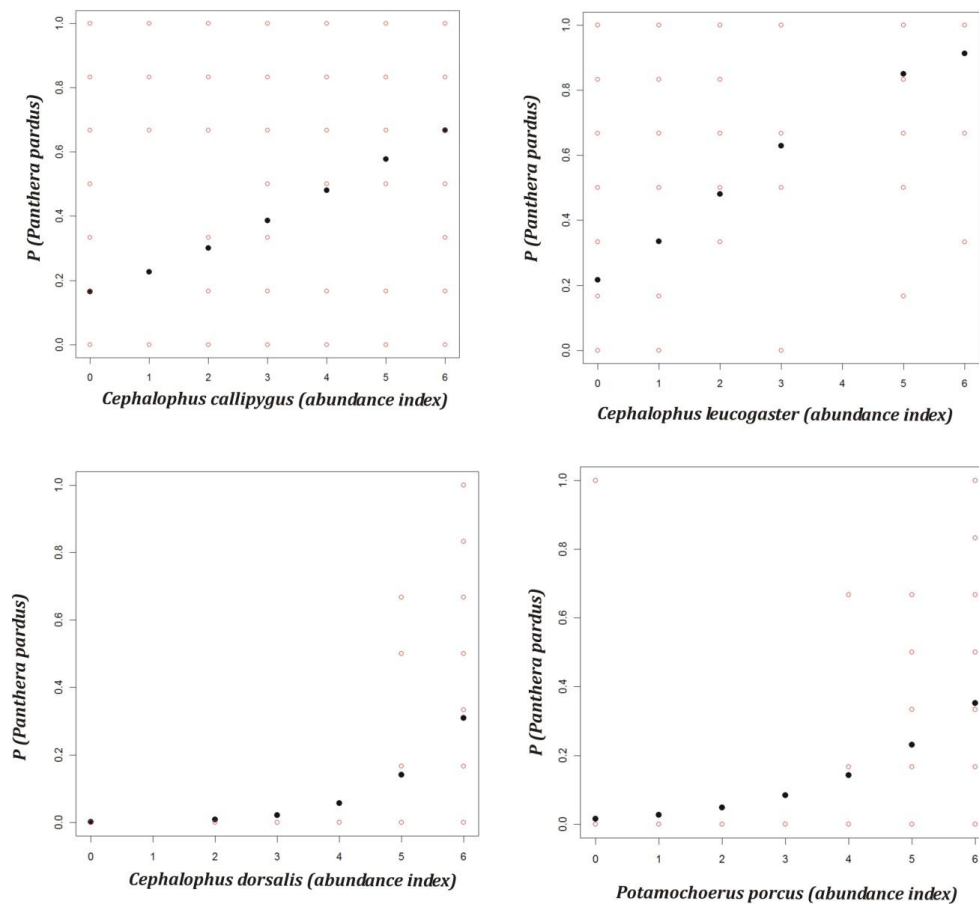 P (Panthera pardus)
1.0
0.8
0.6
0.4
0.2
0.0
0 1 2 3 4 5 6
Cephalophus callipygus (abundance index)
P (Panthera pardus)
1.0
0.8
0.6
0.4
0.2
0.0
0 1 2 3 4 5 6
Cephalophus leucogaster (abundance index)
P (Panthera pardus)
1.0
0.8
0.6
0.4
0.2
0.0
0 1 2 3 4 5 6
Cephalophus dorsalis (abundance index)
P (Panthera pardus)
1.0
0.8
0.6
0.4
0.2
0.0
0 1 2 3 4 5 6
Potamochoerus porcus (abundance index)